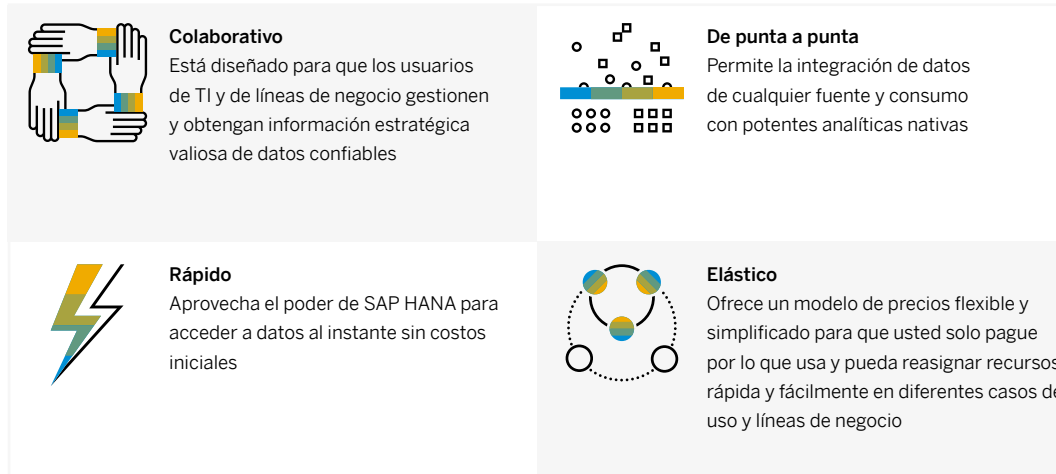 Colaborativo
Está diseñado para que los usuarios
de TI y de líneas de negocio gestionen
y obtengan información estratégica
valiosa de datos confiables
De punta a punta
Permite la integración de datos
de cualquier fuente y consumo
con potentes analíticas nativas
Rápido
Aprovecha el poder de SAP HANA para
acceder a datos al instante sin costos
iniciales
Elástico
Ofrece un modelo de precios flexible y
simplificado para que usted solo pague
por lo que usa y pueda reasignar recursos
rápida y fácilmente en diferentes casos de
uso y líneas de negocio